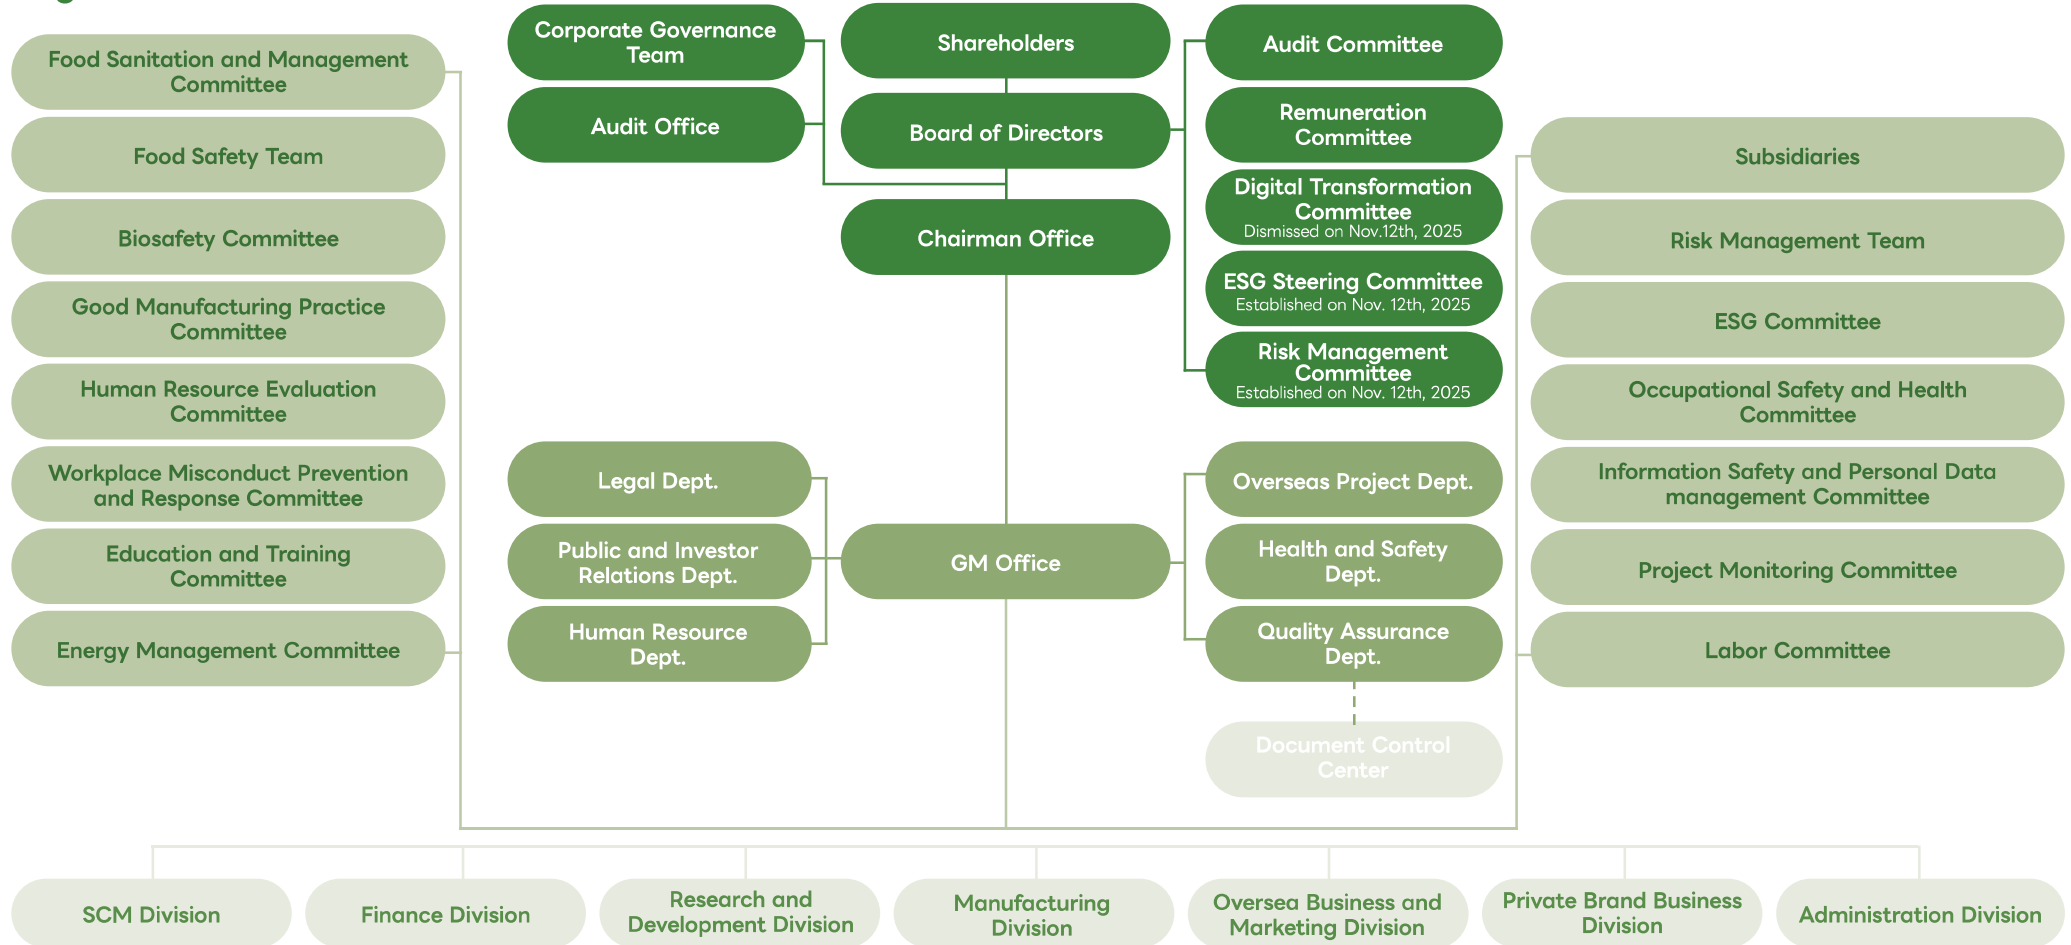 Corporate Governance
Team
Audit Office
Shareholders
Board of Directors
Chairman Office
Audit Committee
Remuneration
Committee
Digital Transformation
Committee
Dismissed on Nov.12th, 2025
ESG Steering Committee
Established on Nov. 12th, 2025
Risk Management
Committee
Established on Nov. 12th, 2025
Food Sanitation and Management
Committee
Food Safety Team
Biosafety Committee
Good Manufacturing Practice
Committee
Human Resource Evaluation
Committee
Workplace Misconduct Prevention
and Response Committee
Education and Training
Committee
Energy Management Committee
Legal Dept.
Public and Investor
Relations Dept.
Human Resource
Dept.
GM Office
Overseas Project Dept.
Health and Safety
Dept.
Quality Assurance
Dept.
Document Control
Center
Subsidiaries
Risk Management Team
ESG Committee
Occupational Safety and Health
Committee
Information Safety and Personal Data
management Committee
Project Monitoring Committee
Labor Committee
SCM Division
Finance Division
Research and
Development Division
Manufacturing
Division
Oversea Business and
Marketing Division
Private Brand Business
Division
Administration Division